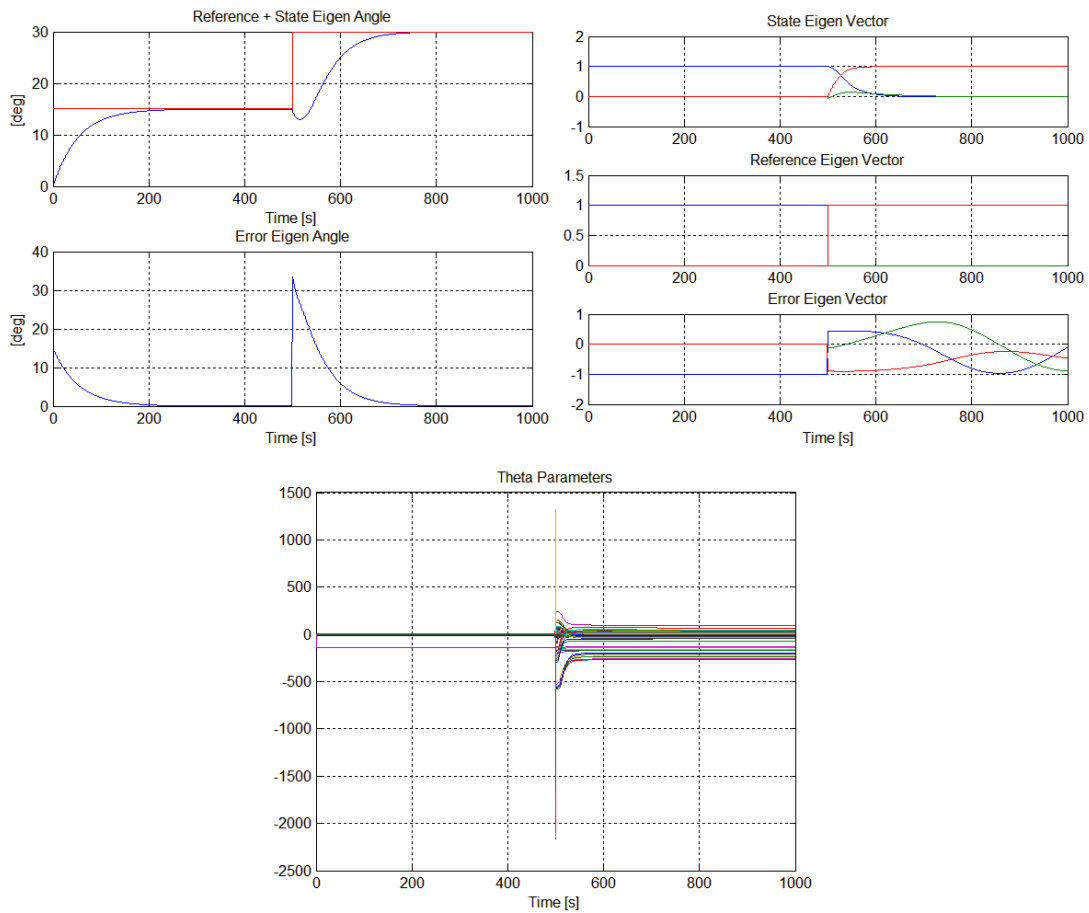 Reference + State Eigen Angle
30
20
10
0
[deg]
0 200 400 600 800 1000
Time [s]
Error Eigen Angle
40
30
20
10
0
[deg]
0 200 400 600 800 1000
Time [s]
State Eigen Vector
2
1
0
-1
0 200 400 600 800 1000
Reference Eigen Vector
1.5
1
0.5
0
0 200 400 600 800 1000
Error Eigen Vector
1
0
-1
-2
0 200 400 600 800 1000
Time [s]
Theta Parameters
1500
1000
500
0
-500
-1000
-1500
-2000
-2500
0 200 400 600 800 1000
Time [s]